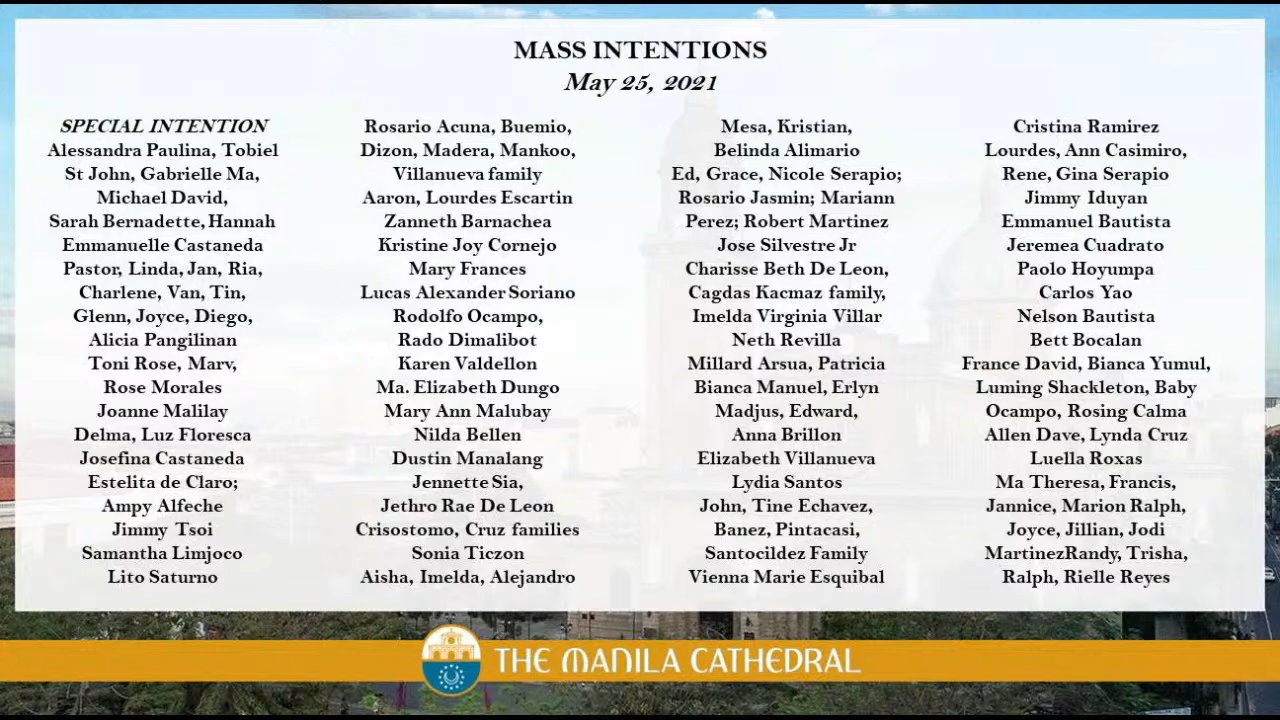 MASS INTENTIONS
May 25, 2021
SPECIAL INTENTION
Alessandra Paulina, Tobiel
St John, Gabrielle Ma,
Michael David,
Sarah Bernadette, Hannah
Emmanuelle Castaneda
Pastor, Linda, Jan, Ria,
Charlene, Van, Tin,
Glenn, Joyce, Diego,
Alicia Pangilinan
Toni Rose, Marv,
Rose Morales
Joanne Malilay
Delma, Luz Floresca
Josefina Castaneda
Estelita de Claro;
Ampy Alfeche
Jimmy Tsoi
Samantha Limjoco
Lito Saturno
Rosario Acuna, Buemio,
Dizon, Madera, Mankoo,
Villanueva family
Aaron, Lourdes Escartin
Zanneth Barnachea
Kristine Joy Cornejo
Mary Frances
Lucas Alexander Soriano
Rodolfo Ocampo,
Rado Dimalibot
Karen Valdellon
Ma. Elizabeth Dungo
Mary Ann Malubay
Nilda Bellen
Dustin Manalang
Jennette Sia,
Jethro Rae De Leon
Crisostomo, Cruz families
Sonia Ticzon
Aisha, Imelda, Alejandro
Mesa, Kristian,
Belinda Alimario
Ed, Grace, Nicole Serapio;
Rosario Jasmin; Mariann
Perez; Robert Martinez
Jose Silvestre Jr
Charisse Beth De Leon,
Cagdas Kacmaz family,
Imelda Virginia Villar
Neth Revilla
Millard Arsua, Patricia
Bianca Manuel, Erlyn
Madjus, Edward,
Anna Brillon
Elizabeth Villanueva
Lydia Santos
John, Tine Echavez,
Banez, Pintacasi,
Santocildez Family
Vienna Marie Esquibal
Cristina Ramirez
Lourdes, Ann Casimiro,
Rene, Gina Serapio
Jimmy Iduyan
Emmanuel Bautista
Jeremea Cuadrato
Paolo Hoyumpa
Carlos Yao
Nelson Bautista
Bett Bocalan
France David, Bianca Yumul,
Luming Shackleton, Baby
Ocampo, Rosing Calma
Allen Dave, Lynda Cruz
Luella Roxas
Ma Theresa, Francis,
Jannice, Marion Ralph,
Joyce, Jillian, Jodi
MartinezRandy, Trisha,
Ralph, Rielle Reyes
THE MANILA CATHEDRAL